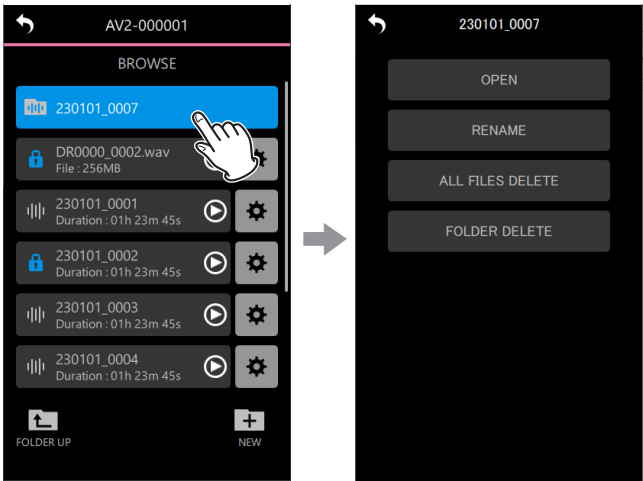 AV2-000001
BROWSE
230101_0007
DR0000_0002.wav
File : 256MB
230101_0001
Duration : 01h 23m 45s
230101_0002
Duration : 01h 23m 45s
230101_0003
Duration : 01h 23m 45s
230101_0004
Duration : 01h 23m 45s
FOLDER UP
NEW
230101_0007
OPEN
RENAME
ALL FILES DELETE
FOLDER DELETE